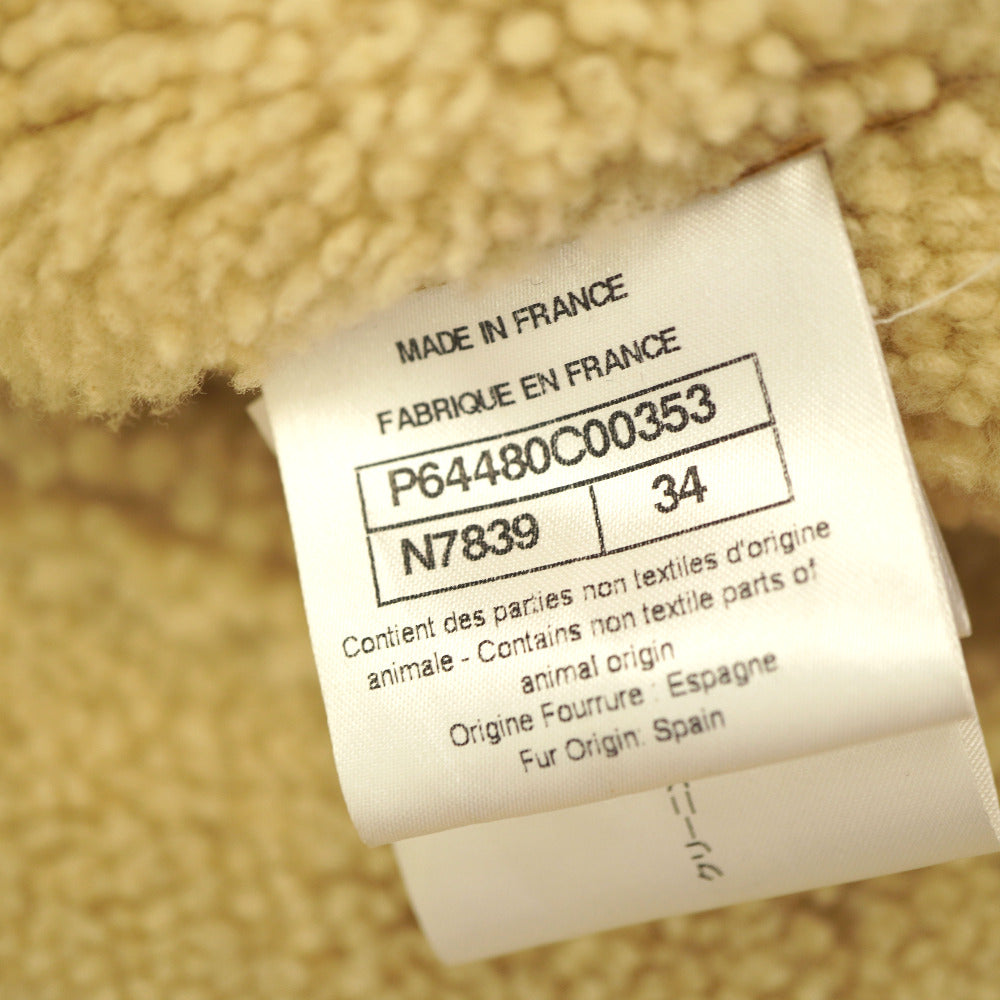 MADE IN FRANCE
FABRIQUE EN FRANCE
P64480C00353
N7839 34
Contient des parties non textiles d'origine
animale - Contains non textile parts of
animal origin
Origine Fourrure : Espagne
Fur Origin: Spain